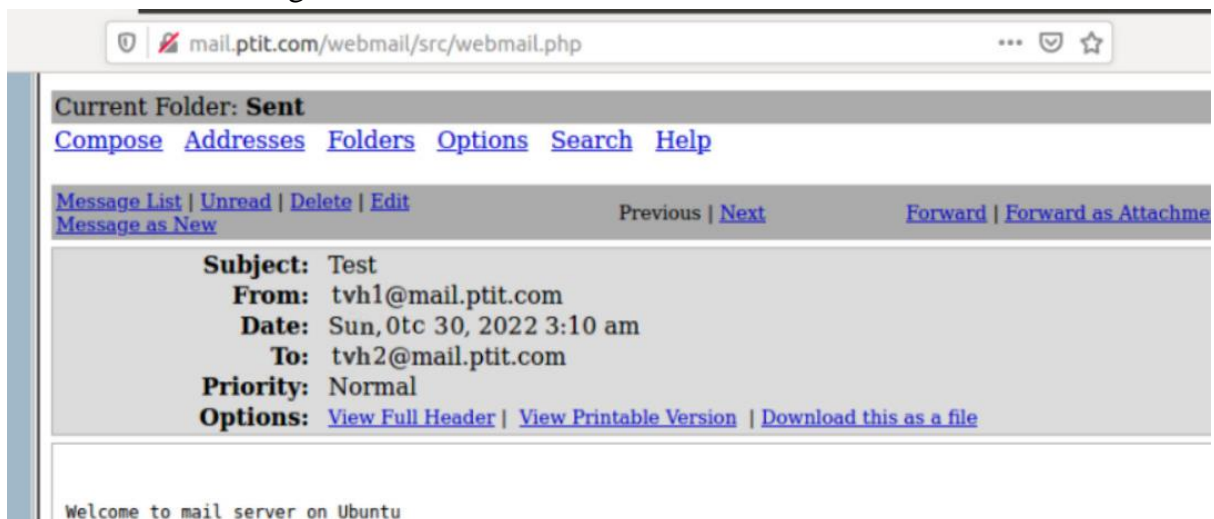 mail.ptit.com/webmail/src/webmail.php
Current Folder: Sent
Compose Addresses Folders Options Search Help
Message List | Unread | Delete | Edit
Message as New
Previous | Next
Forward | Forward as Attachme
Subject: Test
From: tvh1@mail.ptit.com
Date: Sun, 0tc 30, 2022 3:10 am
To: tvh2@mail.ptit.com
Priority: Normal
Options: View Full Header | View Printable Version | Download this as a file
Welcome to mail server on Ubuntu